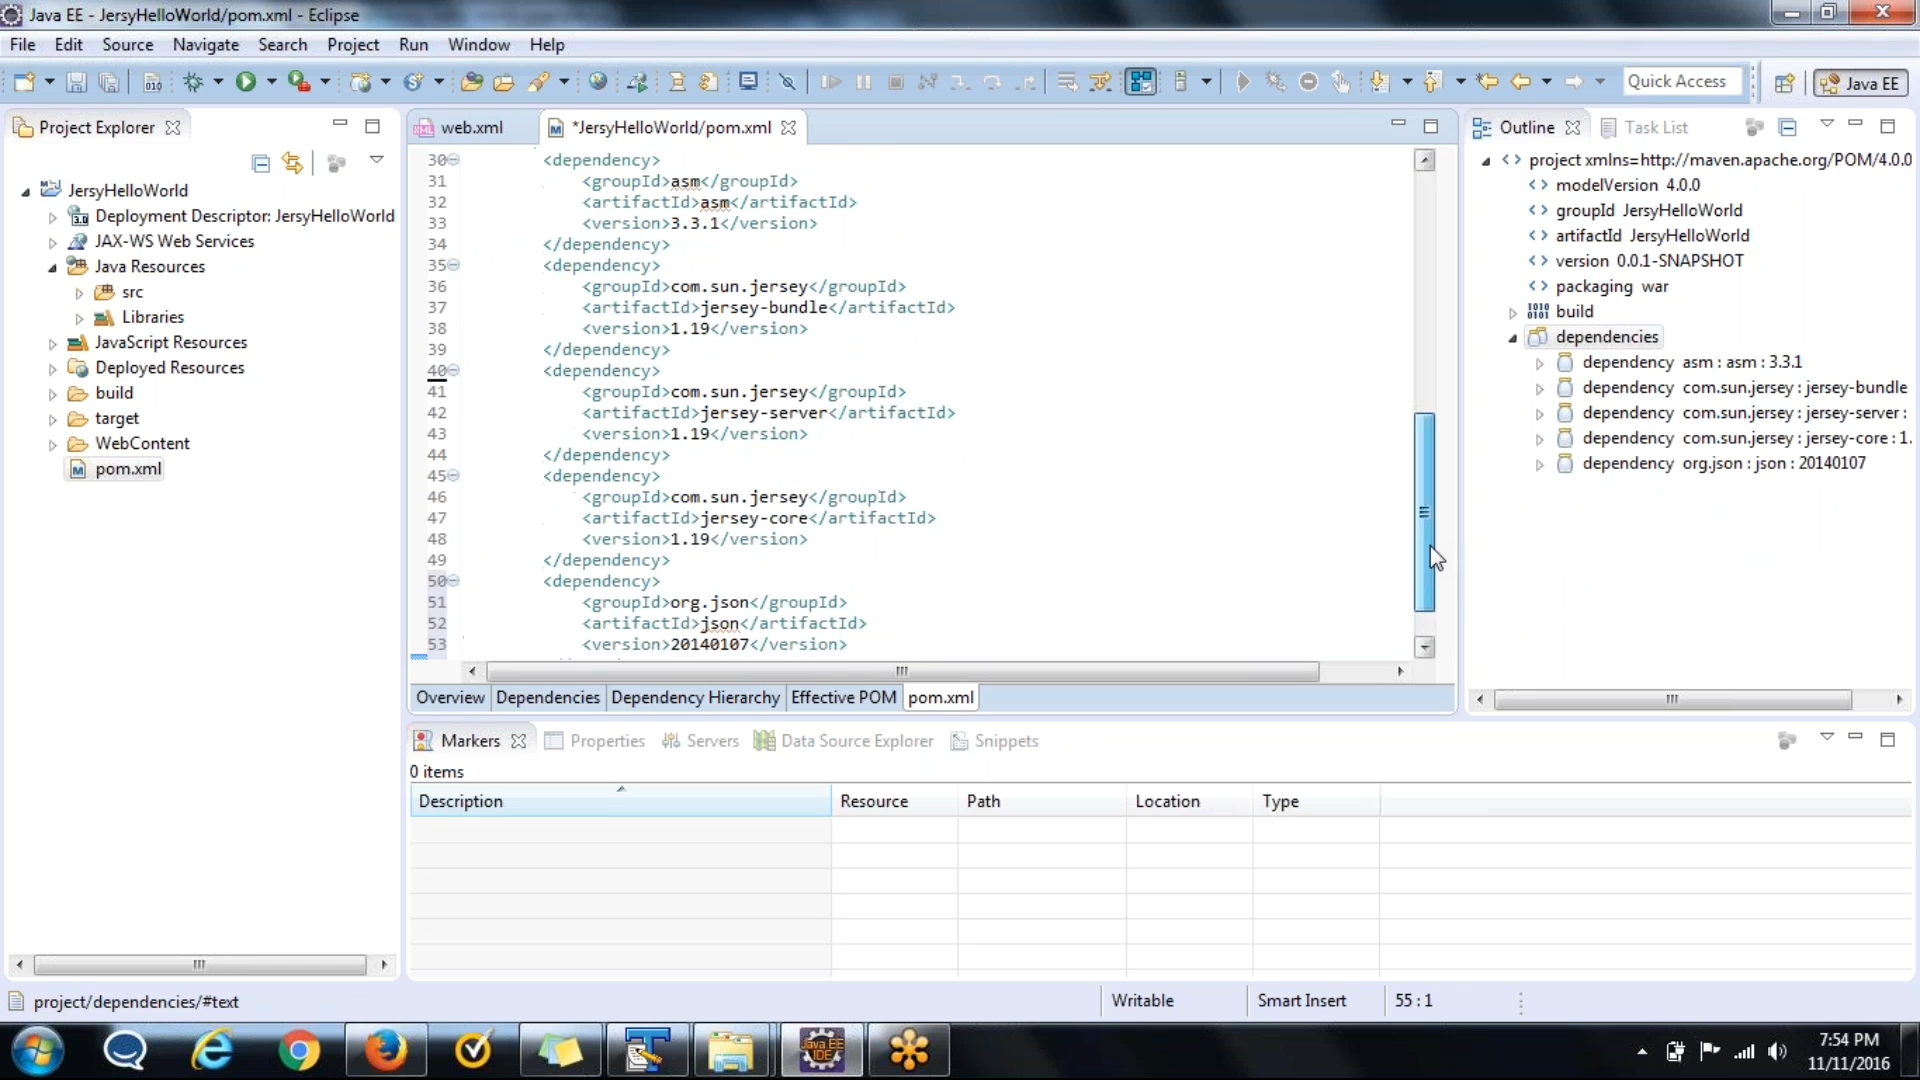 Java EE - JersyHelloWorld/pom.xml - Eclipse
File Edit Source Navigate Search Project Run Window Help
Quick Access
Java EE
Project Explorer
JersyHelloWorld
Deployment Descriptor: JersyHelloWorld
JAX-WS Web Services
Java Resources
src
Libraries
JavaScript Resources
Deployed Resources
build
target
WebContent
pom.xml
web.xml
*JersyHelloWorld/pom.xml
30 <dependency>
31 <groupId>asm</groupId>
32 <artifactId>asm</artifactId>
33 <version>3.3.1</version>
34 </dependency>
35 <dependency>
36 <groupId>com.sun.jersey</groupId>
37 <artifactId>jersey-bundle</artifactId>
38 <version>1.19</version>
39 </dependency>
40 <dependency>
41 <groupId>com.sun.jersey</groupId>
42 <artifactId>jersey-server</artifactId>
43 <version>1.19</version>
44 </dependency>
45 <dependency>
46 <groupId>com.sun.jersey</groupId>
47 <artifactId>jersey-core</artifactId>
48 <version>1.19</version>
49 </dependency>
50 <dependency>
51 <groupId>org.json</groupId>
52 <artifactId>json</artifactId>
53 <version>20140107</version>
Overview Dependencies Dependency Hierarchy Effective POM pom.xml
Outline Task List
project xmlns=http://maven.apache.org/POM/4.0.0
modelVersion 4.0.0
groupId JersyHelloWorld
artifactId JersyHelloWorld
version 0.0.1-SNAPSHOT
packaging war
build
dependencies
dependency asm : asm : 3.3.1
dependency com.sun.jersey : jersey-bundle
dependency com.sun.jersey : jersey-server :
dependency com.sun.jersey : jersey-core : 1.
dependency org.json : json : 20140107
Markers Properties Servers Data Source Explorer Snippets
0 items
Description Resource Path Location Type
project/dependencies/#text
Writable Smart Insert 55 : 1
Java EE
IDE
7:54 PM
11/11/2016